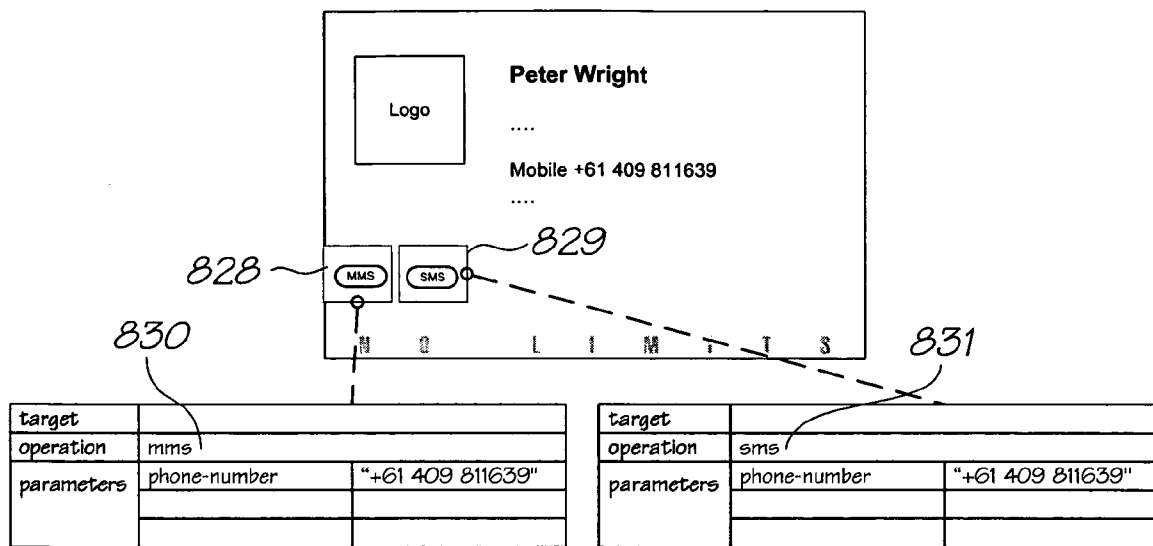 Logo
Peter Wright
....
Mobile +61 409 811639
....
828
MMS
SMS
829
N O L I M I T S
830
831
target
operation mms
parameters phone-number "+61 409 811639"
target
operation sms
parameters phone-number "+61 409 811639"